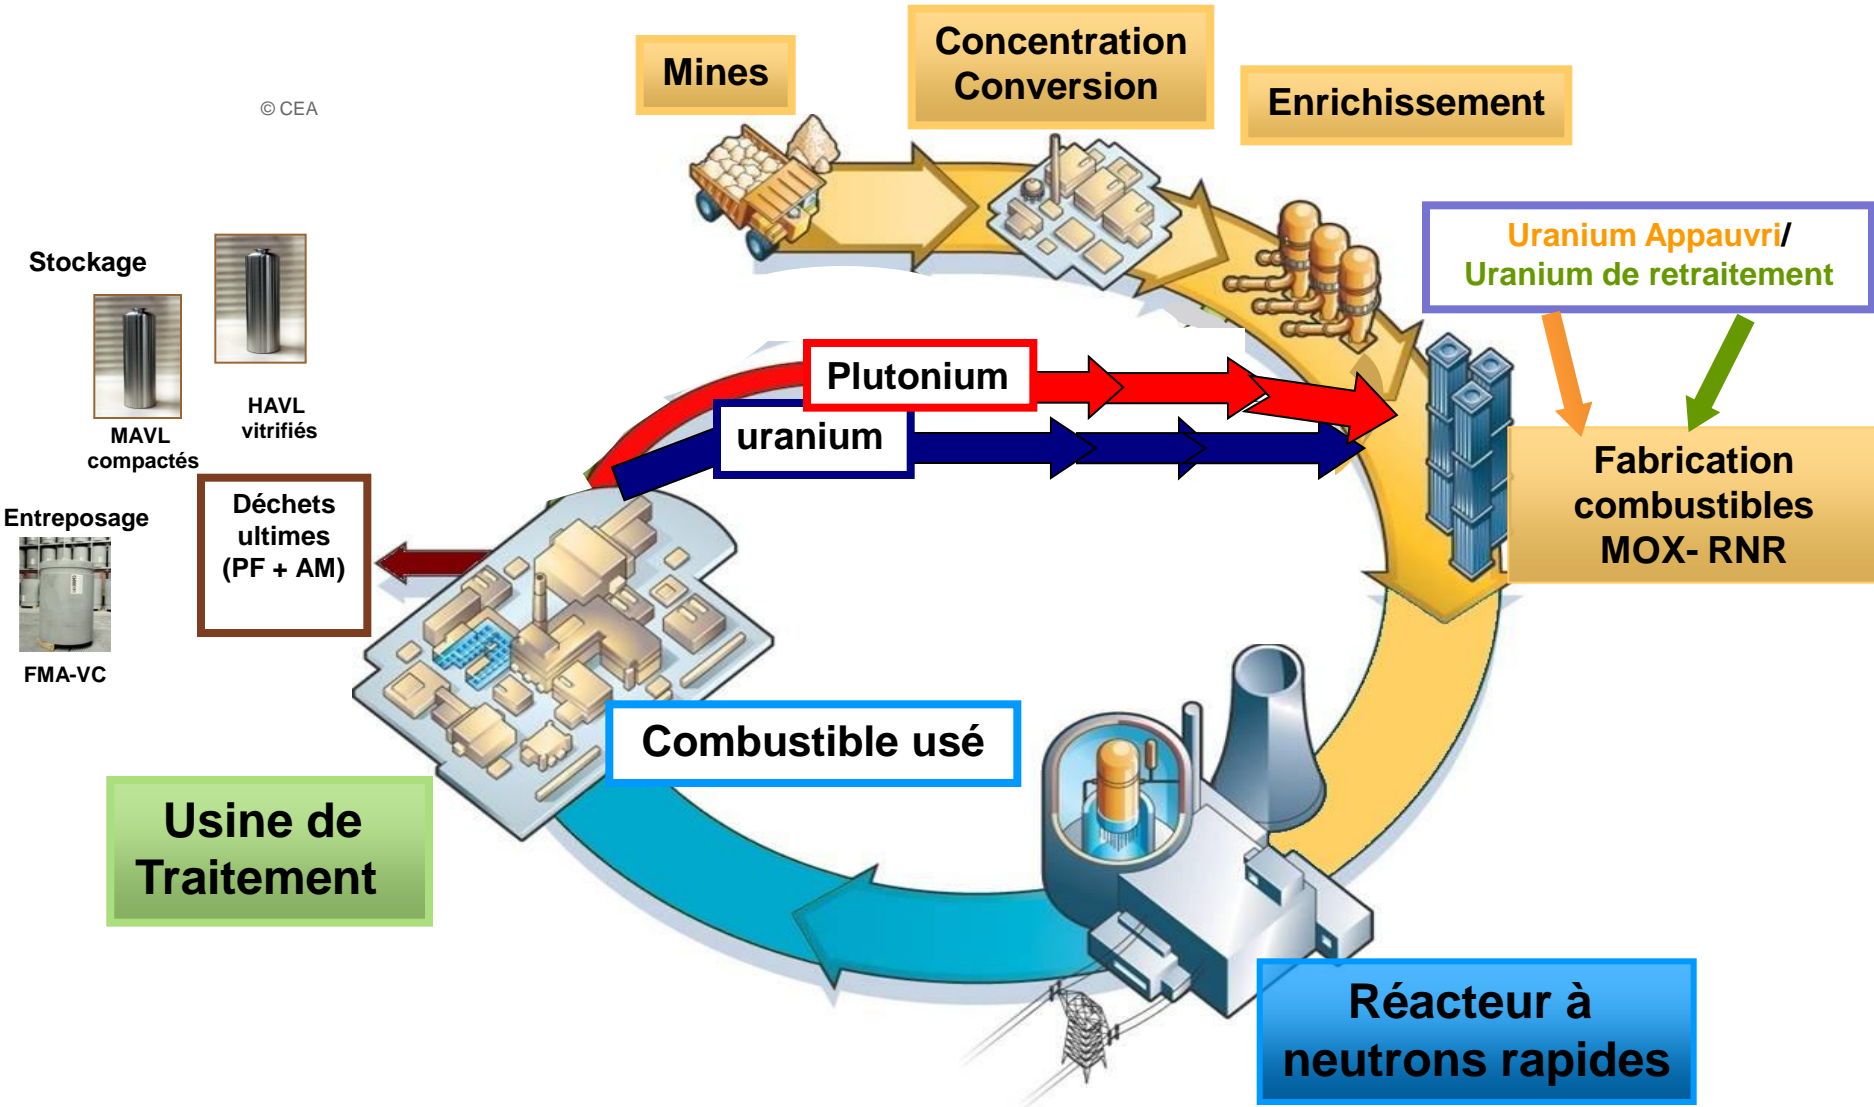 Mines
Concentration
Conversion
Enrichissement
© CEA
Uranium Appauvri/
Uranium de retraitement
Stockage
HAVL
vitrifiés
MAVL
compactés
Plutonium
uranium
Fabrication
combustibles
MOX- RNR
Entreposage
FMA-VC
Déchets
ultimes
(PF + AM)
Combustible usé
Usine de
Traitement
Réacteur à
neutrons rapides